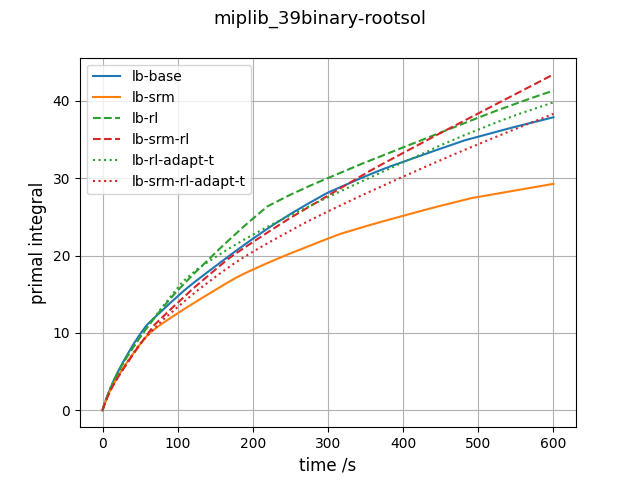 miplib_39binary-rootsol
lb-base
lb-srm
lb-rl
lb-srm-rl
lb-rl-adapt-t
lb-srm-rl-adapt-t
primal integral
40
30
20
10
0
0 100 200 300 400 500 600
time /s